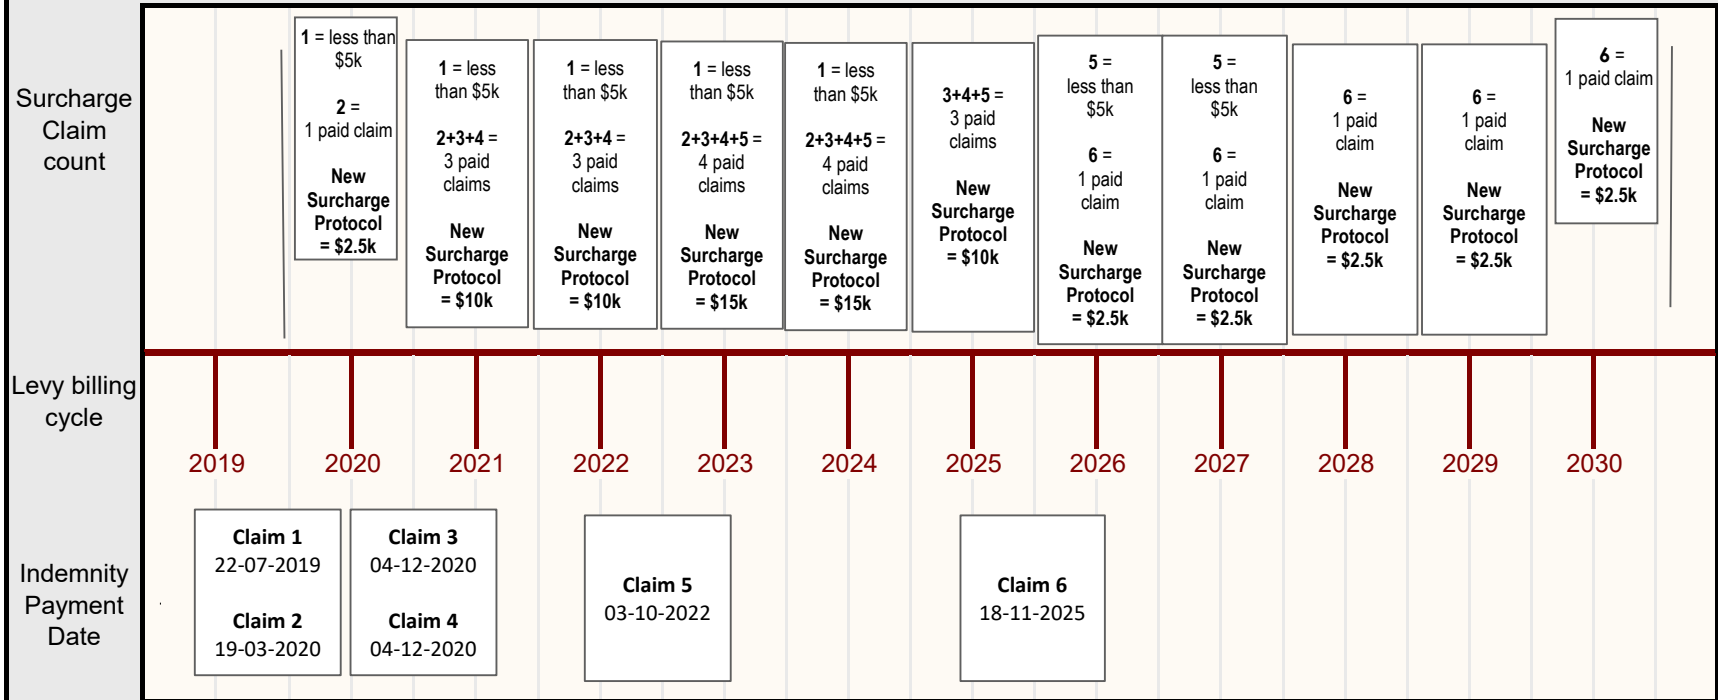 Surcharge
Claim
count
1 = less than
$5k
2 =
1 paid claim
New
Surcharge
Protocol
= $2.5k
1 = less
than $5k
2+3+4 =
3 paid
claims
New
Surcharge
Protocol
= $10k
1 = less
than $5k
2+3+4 =
3 paid
claims
New
Surcharge
Protocol
= $10k
1 = less
than $5k
2+3+4+5 =
4 paid
claims
New
Surcharge
Protocol
= $15k
1 = less
than $5k
2+3+4+5 =
4 paid
claims
New
Surcharge
Protocol
= $15k
3+4+5 =
3 paid
claims
New
Surcharge
Protocol
= $10k
5 =
less than
$5k
6 =
1 paid
claim
New
Surcharge
Protocol
= $2.5k
5 =
less than
$5k
6 =
1 paid
claim
New
Surcharge
Protocol
= $2.5k
6 =
1 paid
claim
New
Surcharge
Protocol
= $2.5k
6 =
1 paid
claim
New
Surcharge
Protocol
= $2.5k
6 =
1 paid claim
New
Surcharge
Protocol
= $2.5k
Levy billing
cycle
2019 2020 2021 2022 2023 2024 2025 2026 2027 2028 2029 2030
Indemnity
Payment
Date
Claim 1
22-07-2019
Claim 2
19-03-2020
Claim 3
04-12-2020
Claim 4
04-12-2020
Claim 5
03-10-2022
Claim 6
18-11-2025